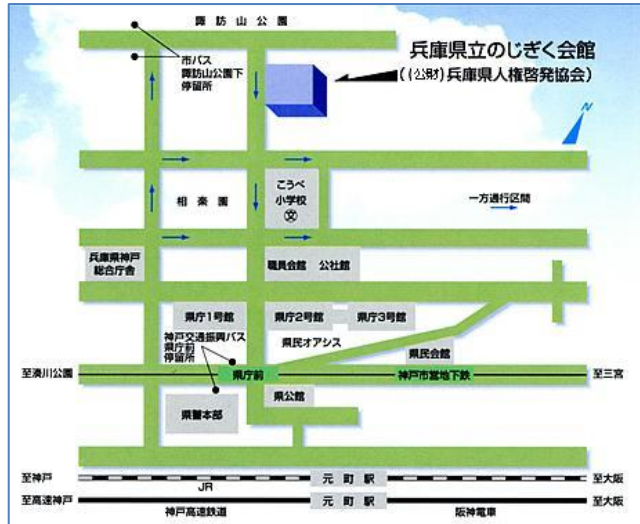 諏訪山公園
市バス
諏訪山公園下
停留所
兵庫県立のじぎく会館
((公財)兵庫県人権啓発協会)
N
こうべ
小学校
文
相楽園
一方通行区間
兵庫県神戸
総合庁舎
職員会館 公社館
県庁1号館
県庁2号館
県庁3号館
神戸交通振興バス
県庁前
停留所
県民オアシス
県民会館
至湊川公園
県庁前
神戸市営地下鉄
至三宮
県警本部
県公館
至神戸
JR
元町駅
至大阪
至高速神戸
神戸高速鉄道
元町駅
阪神電車
至大阪